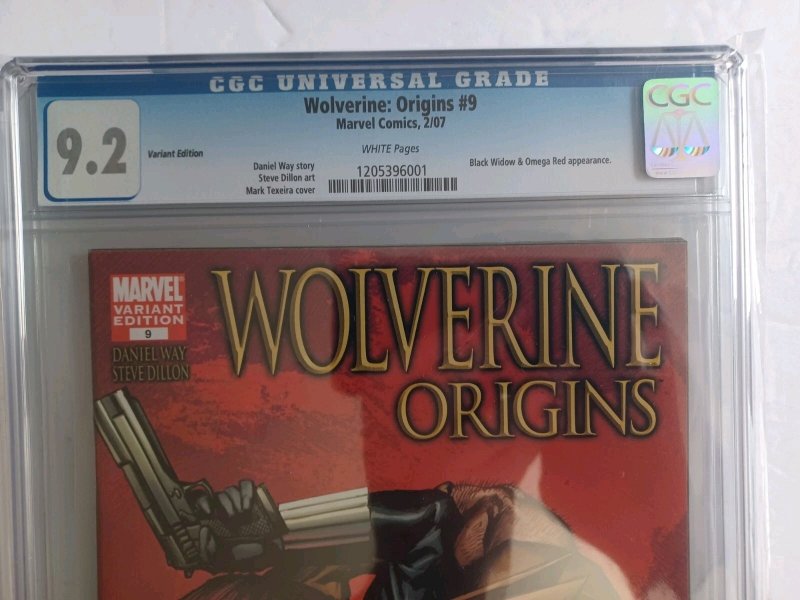 CGC UNIVERSAL GRADE
9.2
Variant Edition
Wolverine: Origins #9
Marvel Comics, 2/07
WHITE Pages
Daniel Way story
Steve Dillon art
Mark Texeira cover
1205396001
Black Widow & Omega Red appearance.
CGC
MARVEL
VARIANT
EDITION
9
DANIEL WAY
STEVE DILLON
WOLVERINE
ORIGINS